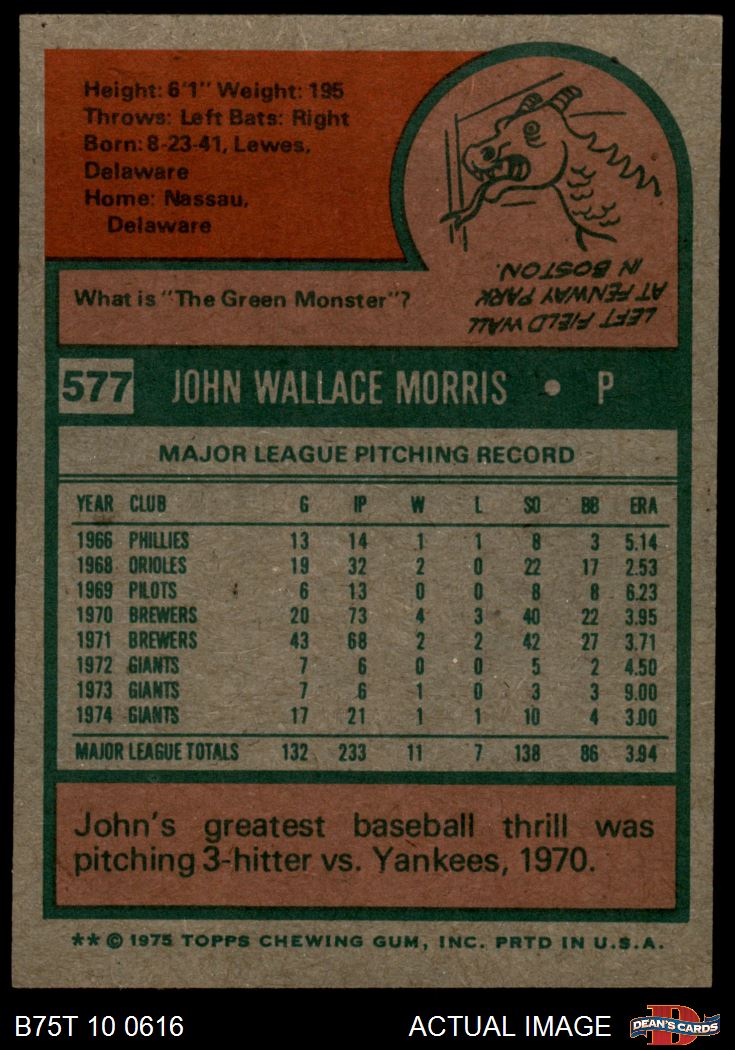 Height: 6'1" Weight: 195
Throws: Left Bats: Right
Born: 8-23-41, Lewes,
Delaware
Home: Nassau,
Delaware
What is "The Green Monster"?
LEFT FIELD WALL
AT FENWAY PARK
IN BOSTON.
577 JOHN WALLACE MORRIS • P
MAJOR LEAGUE PITCHING RECORD
YEAR CLUB G IP W L SO BB ERA
1966 PHILLIES 13 14 1 1 8 3 5.14
1968 ORIOLES 19 32 2 0 22 17 2.53
1969 PILOTS 6 13 0 0 8 8 6.23
1970 BREWERS 20 73 4 3 40 22 3.95
1971 BREWERS 43 68 2 2 42 27 3.71
1972 GIANTS 7 6 0 0 5 2 4.50
1973 GIANTS 7 6 1 0 3 3 9.00
1974 GIANTS 17 21 1 1 10 4 3.00
MAJOR LEAGUE TOTALS 132 233 11 7 138 86 3.94
John's greatest baseball thrill was
pitching 3-hitter vs. Yankees, 1970.
** © 1975 TOPPS CHEWING GUM, INC. PRTD IN U.S.A.
B75T 10 0616 ACTUAL IMAGE D DEAN'S CARDS